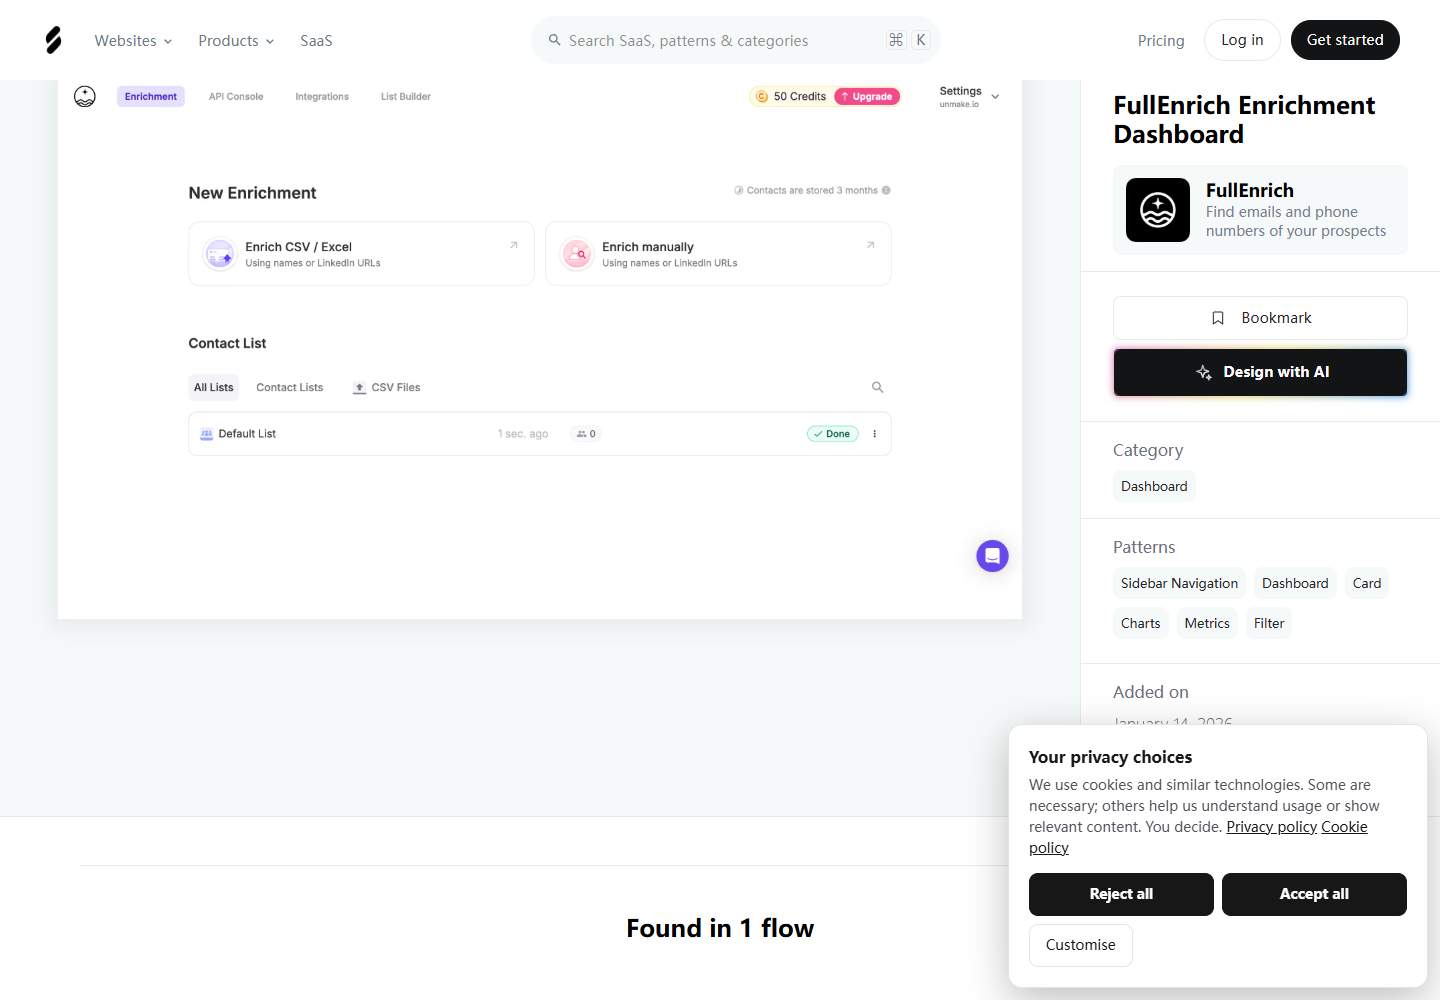 Websites
Products
SaaS
Search SaaS, patterns & categories
⌘ K
Pricing
Log in
Get started
Enrichment
API Console
Integrations
List Builder
50 Credits
Upgrade
Settings
unmake.io
New Enrichment
Contacts are stored 3 months
Enrich CSV / Excel
Using names or LinkedIn URLs
Enrich manually
Using names or LinkedIn URLs
Contact List
All Lists
Contact Lists
CSV Files
Default List
1 sec. ago
0
Done
FullEnrich Enrichment
Dashboard
FullEnrich
Find emails and phone
numbers of your prospects
Bookmark
Design with AI
Category
Dashboard
Patterns
Sidebar Navigation
Dashboard
Card
Charts
Metrics
Filter
Added on
January 14, 2026
Your privacy choices
We use cookies and similar technologies. Some are
necessary; others help us understand usage or show
relevant content. You decide. Privacy policy Cookie
policy
Reject all
Accept all
Customise
Found in 1 flow